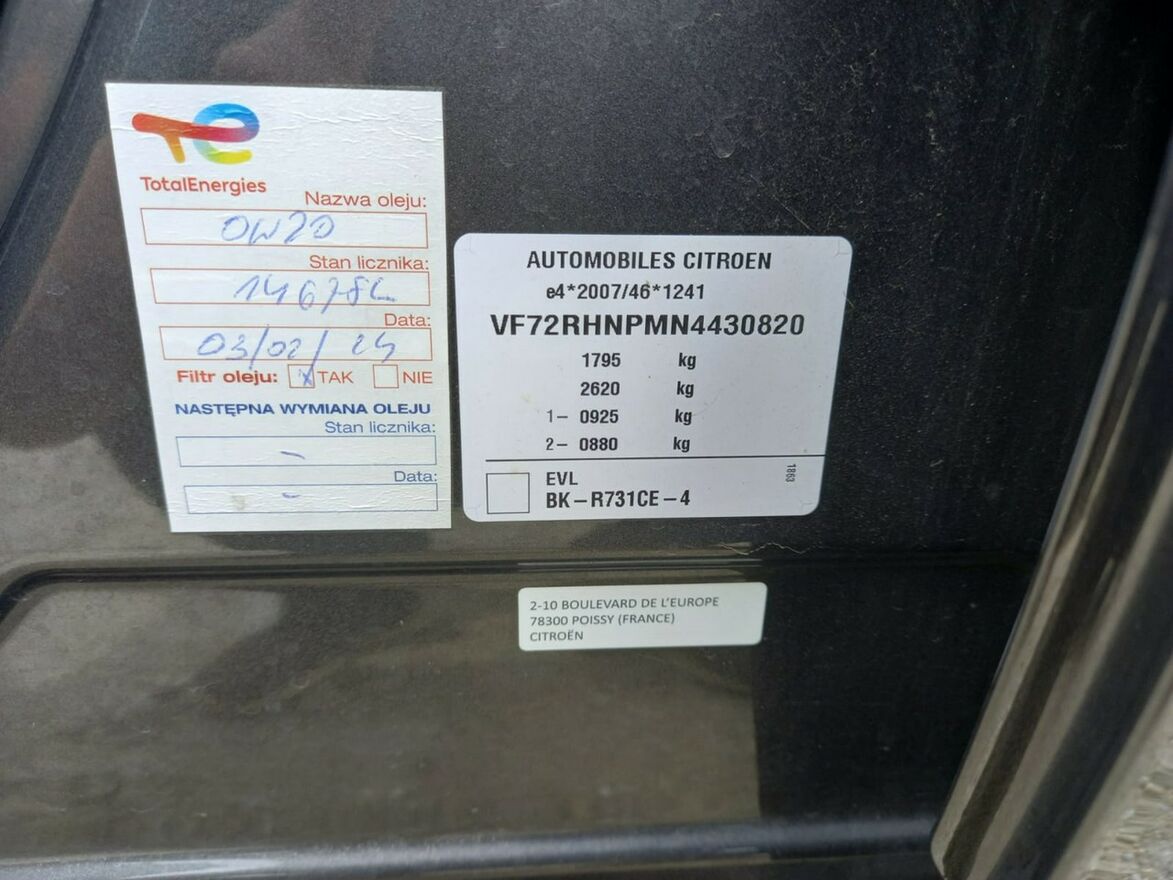 TotalEnergies
Nazwa oleju:
0W20
Stan licznika:
Data:
03/02/24
Filtr oleju: x TAK NIE
NASTĘPNA WYMIANA OLEJU
Stan licznika:
-
Data:
-
AUTOMOBILES CITROEN
e4*2007/46*1241
VF72RHNPMN4430820
1795 kg
2620 kg
1- 0925 kg
2- 0880 kg
EVL
BK-R731CE-4
1863
2-10 BOULEVARD DE L'EUROPE
78300 POISSY (FRANCE)
CITROËN